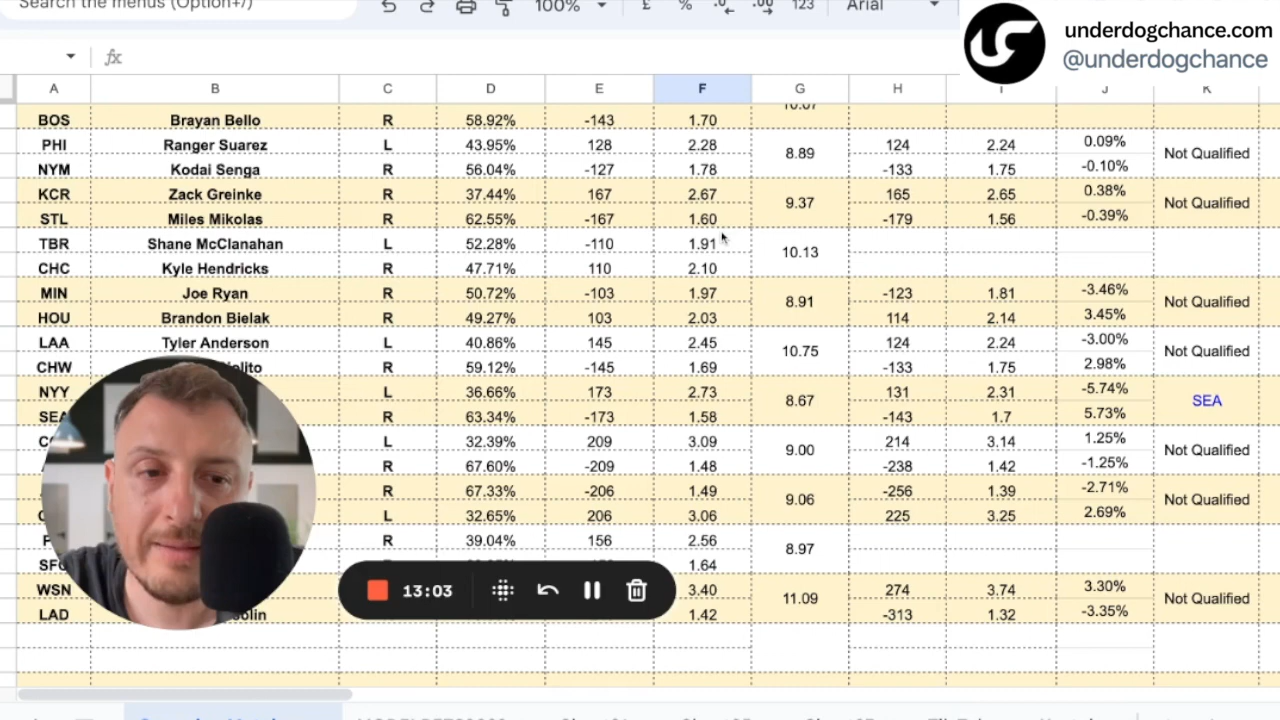 Search the menus (Option+/)
100%
£ % .0 .00 123 Arial
underdogchance.com
@underdogchance
fx
A B C D E F G H J K
BOS Brayan Bello R 58.92% -143 1.70
PHI Ranger Suarez L 43.95% 128 2.28 8.89 124 2.24 0.09% Not Qualified
NYM Kodai Senga R 56.04% -127 1.78 -133 1.75 -0.10%
KCR Zack Greinke R 37.44% 167 2.67 9.37 165 2.65 0.38% Not Qualified
STL Miles Mikolas R 62.55% -167 1.60 -179 1.56 -0.39%
TBR Shane McClanahan L 52.28% -110 1.91 10.13
CHC Kyle Hendricks R 47.71% 110 2.10
MIN Joe Ryan R 50.72% -103 1.97 8.91 -123 1.81 -3.46% Not Qualified
HOU Brandon Bielak R 49.27% 103 2.03 114 2.14 3.45%
LAA Tyler Anderson L 40.86% 145 2.45 10.75 124 2.24 -3.00% Not Qualified
CHW R 59.12% -145 1.69 -133 1.75 2.98%
NYY L 36.66% 173 2.73 8.67 131 2.31 -5.74% SEA
SEA R 63.34% -173 1.58 -143 1.7 5.73%
L 32.39% 209 3.09 9.00 214 3.14 1.25% Not Qualified
R 67.60% -209 1.48 -238 1.42 -1.25%
R 67.33% -206 1.49 9.06 -256 1.39 -2.71% Not Qualified
L 32.65% 206 3.06 225 3.25 2.69%
R 39.04% 156 2.56 8.97
SFG 1.64
WSN 3.40 11.09 274 3.74 3.30% Not Qualified
LAD 1.42 -313 1.32 -3.35%
13:03